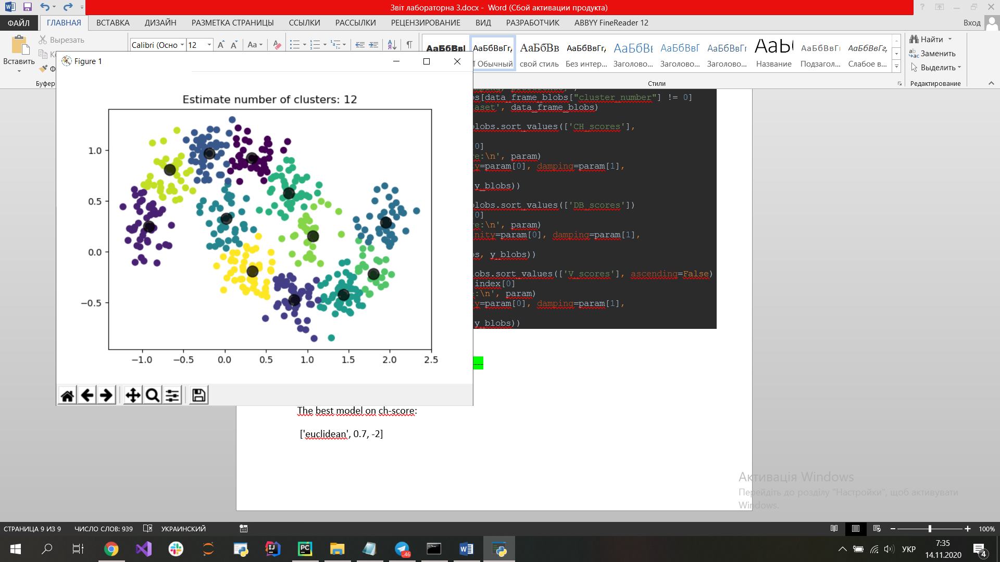 Звіт лабораторна 3.docx - Word (Сбой активации продукта)
ФАЙЛ ГЛАВНАЯ ВСТАВКА ДИЗАЙН РАЗМЕТКА СТРАНИЦЫ ССЫЛКИ РАССЫЛКИ РЕЦЕНЗИРОВАНИЕ ВИД РАЗРАБОТЧИК ABBYY FineReader 12 Вход
Вырезать
Вставить
Буфер
Calibri (Осно 12
Aa
АаБбВвІ АаБбВвГг, АаБбВв АаБбВвГг, АаБбВі АаБбВвГ АаБбВвГг АаЬ АаБбВвГг АаБбВвГг,
Обычный свой стиль Без интер... Заголово... Заголово... Заголово... Название Подзагол... Слабое в...
Стили
Найти
Заменить
Выделить
Редактирование
Figure 1
Estimate number of clusters: 12
1.0
0.5
0.0
−0.5
−1.0 −0.5 0.0 0.5 1.0 1.5 2.0 2.5
s[data_frame_blobs["cluster_number"] != 0]
aset', data_frame_blobs)
lobs.sort_values(['CH_scores'],
0]
e:\n', param)
y=param[0], damping=param[1],
y_blobs))
lobs.sort_values(['DB_scores'])
[0]
e:\n', param)
nity=param[0], damping=param[1],
s, y_blobs))
lobs.sort_values(['V_scores'], ascending=False)
index[0]
:\n', param)
y=param[0], damping=param[1],
y_blobs))
The best model on ch-score:
['euclidean', 0.7, -2]
Активація Windows
Перейдіть до розділу "Настройки", щоб активувати
Windows.
СТРАНИЦА 9 ИЗ 9 ЧИСЛО СЛОВ: 939 УКРАИНСКИЙ 100%
..46
УКР
7:35
14.11.2020
4